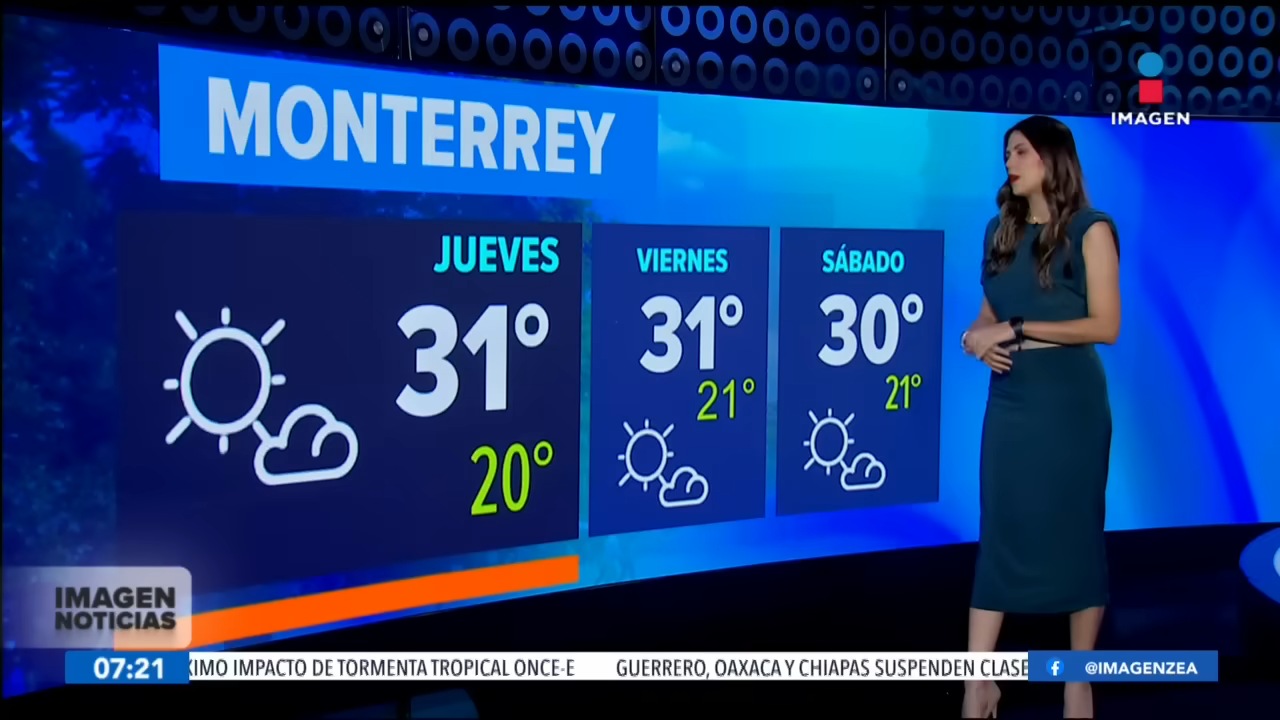 IMAGEN
MONTERREY
JUEVES
31°
20°
VIERNES
31°
21°
SÁBADO
30°
21°
IMAGEN
NOTICIAS
07:21
XIMO IMPACTO DE TORMENTA TROPICAL ONCE-E GUERRERO, OAXACA Y CHIAPAS SUSPENDEN CLASE
@IMAGENZEA